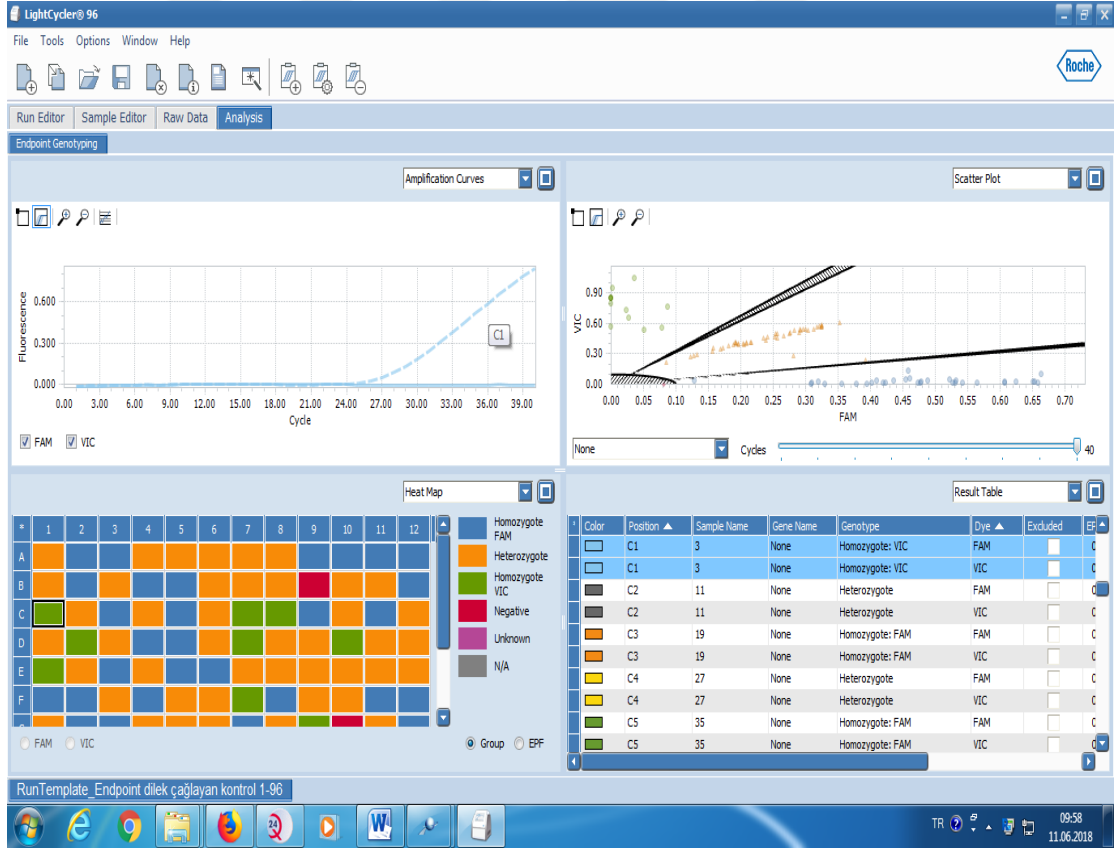 LightCycler® 96
File Tools Options Window Help
Roche
Run Editor Sample Editor Raw Data Analysis
Endpoint Genotyping
Amplification Curves
Fluorescence
0.600
0.300
0.000
C1
0.00 3.00 6.00 9.00 12.00 15.00 18.00 21.00 24.00 27.00 30.00 33.00 36.00 39.00
Cycle
FAM VIC
Scatter Plot
VIC
0.90
0.60
0.30
0.00
0.00 0.05 0.10 0.15 0.20 0.25 0.30 0.35 0.40 0.45 0.50 0.55 0.60 0.65 0.70
FAM
None Cycles 40
Heat Map
* 1 2 3 4 5 6 7 8 9 10 11 12
A
B
C
D
E
F
Homozygote FAM
Heterozygote
Homozygote VIC
Negative
Unknown
N/A
FAM VIC Group EPF
Result Table
Color Position Sample Name Gene Name Genotype Dye Excluded
C1 3 None Homozygote: VIC FAM
C1 3 None Homozygote: VIC VIC
C2 11 None Heterozygote FAM
C2 11 None Heterozygote VIC
C3 19 None Homozygote: FAM FAM
C3 19 None Homozygote: FAM VIC
C4 27 None Heterozygote FAM
C4 27 None Heterozygote VIC
C5 35 None Homozygote: FAM FAM
C5 35 None Homozygote: FAM VIC
RunTemplate_Endpoint dilek çağlayan kontrol 1-96
24
W
TR
09:58
11.06.2018